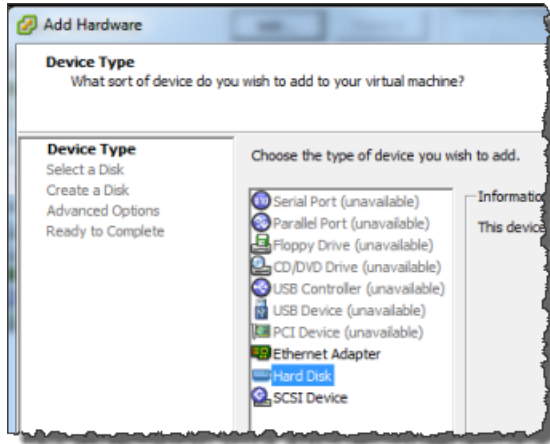 Add Hardware
Device Type
What sort of device do you wish to add to your virtual machine?
Device Type
Select a Disk
Create a Disk
Advanced Options
Ready to Complete
Choose the type of device you wish to add.
Serial Port (unavailable)
Parallel Port (unavailable)
Floppy Drive (unavailable)
CD/DVD Drive (unavailable)
USB Controller (unavailable)
USB Device (unavailable)
PCI Device (unavailable)
Ethernet Adapter
Hard Disk
SCSI Device
Informatio
This device